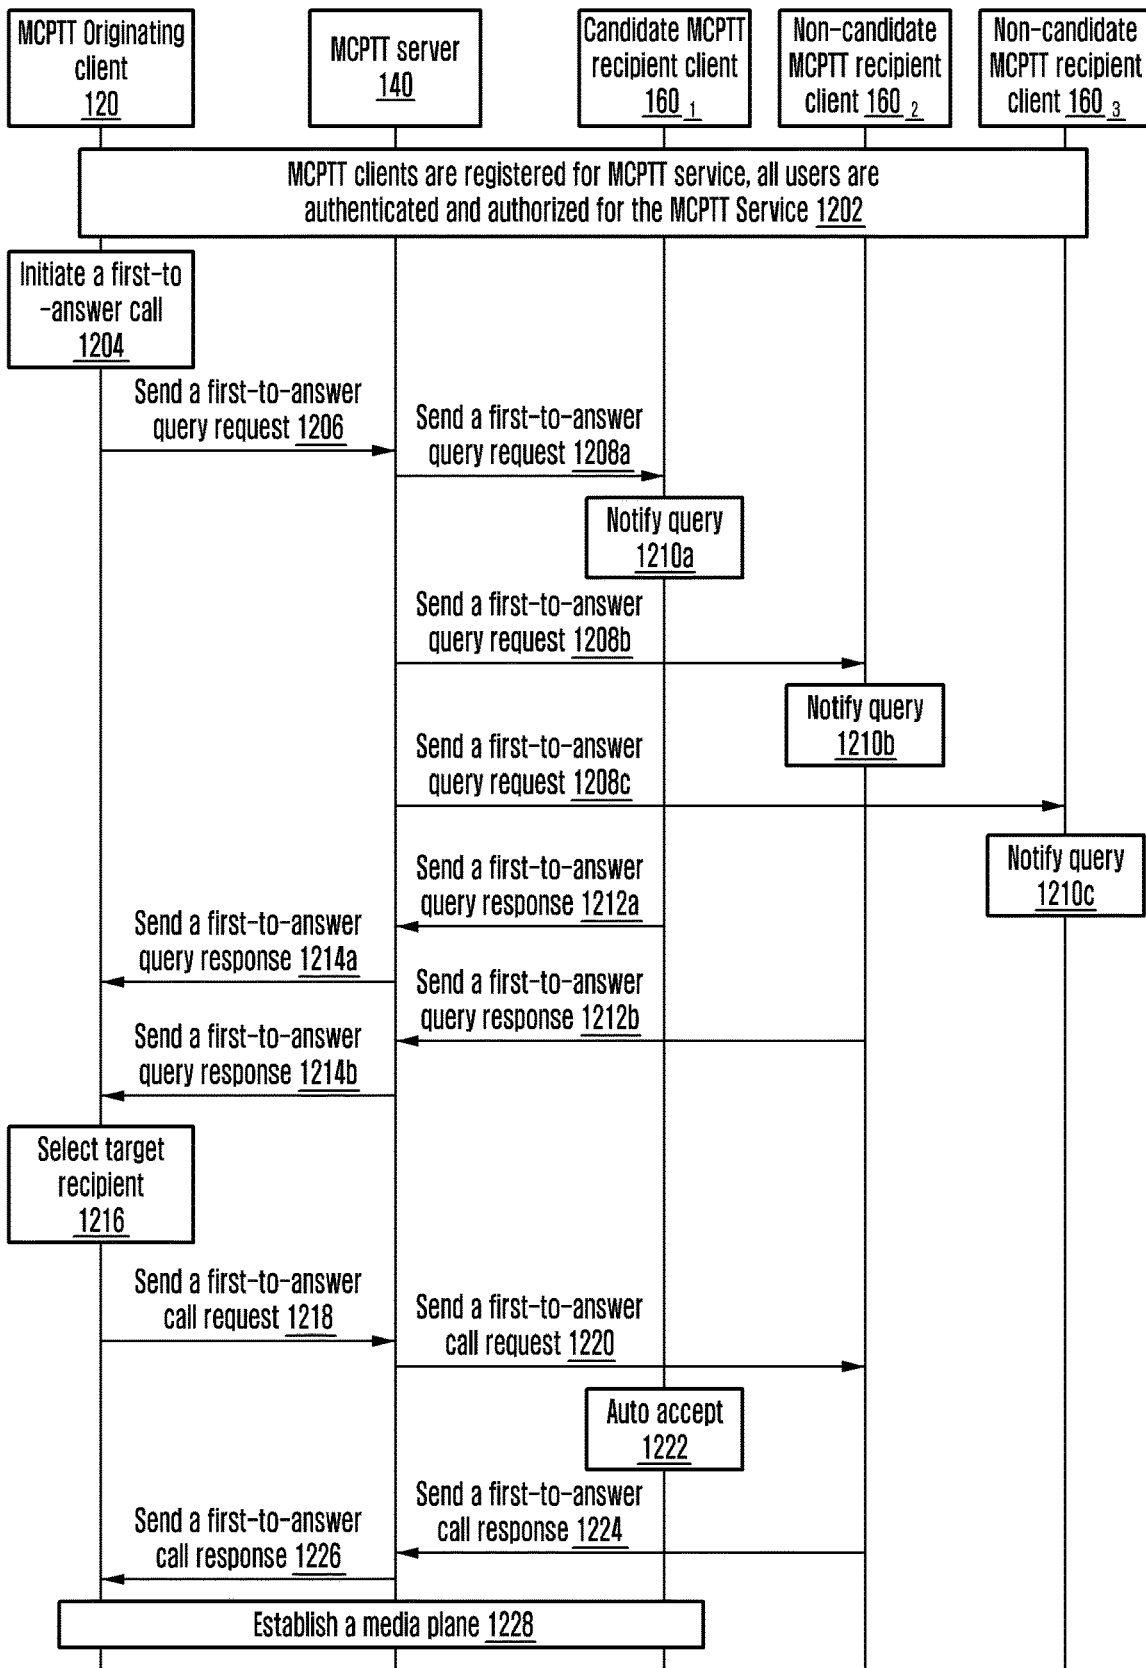 MCPTT Originating
client
120
MCPTT server
140
Candidate MCPTT
recipient client
160_1
Non-candidate
MCPTT recipient
client 160_2
Non-candidate
MCPTT recipient
client 160_3
MCPTT clients are registered for MCPTT service, all users are
authenticated and authorized for the MCPTT Service 1202
Initiate a first-to
-answer call
1204
Send a first-to-answer
query request 1206
Send a first-to-answer
query request 1208a
Notify query
1210a
Send a first-to-answer
query request 1208b
Notify query
1210b
Send a first-to-answer
query request 1208c
Notify query
1210c
Send a first-to-answer
query response 1212a
Send a first-to-answer
query response 1214a
Send a first-to-answer
query response 1212b
Send a first-to-answer
query response 1214b
Select target
recipient
1216
Send a first-to-answer
call request 1218
Send a first-to-answer
call request 1220
Auto accept
1222
Send a first-to-answer
call response 1224
Send a first-to-answer
call response 1226
Establish a media plane 1228